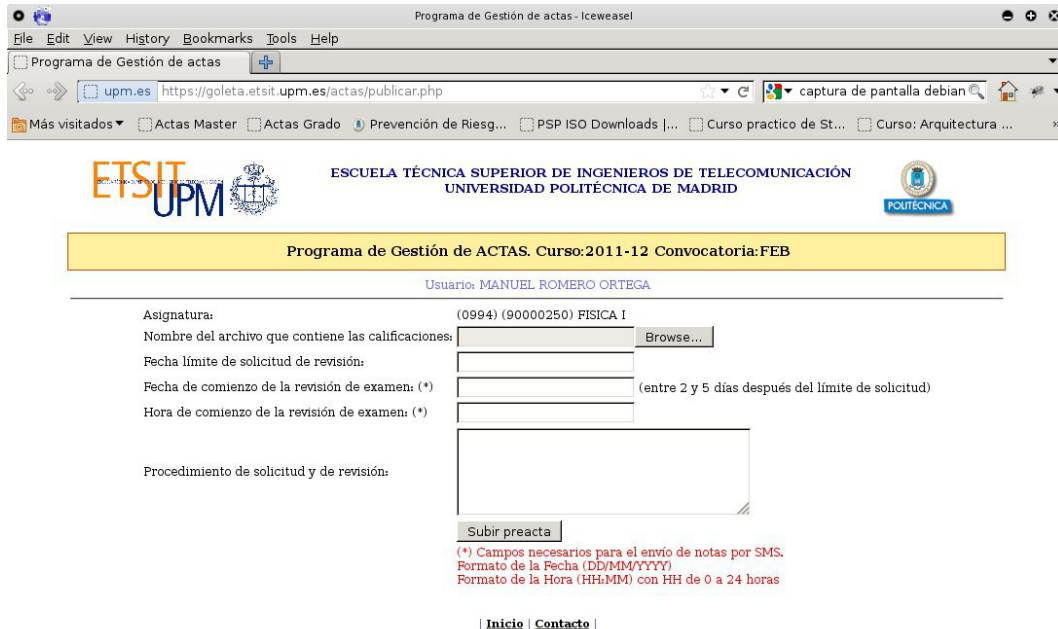 Programa de Gestión de actas - Iceweasel
File Edit View History Bookmarks Tools Help
Programa de Gestión de actas
upm.es https://goleta.etsit.upm.es/actas/publicar.php captura de pantalla debian
Más visitados Actas Master Actas Grado Prevención de Riesg... PSP ISO Downloads |... Curso practico de St... Curso: Arquitectura ...
ETSIT UPM
ESCUELA TÉCNICA SUPERIOR DE INGENIEROS DE TELECOMUNICACIÓN
UNIVERSIDAD POLITÉCNICA DE MADRID
POLITÉCNICA
Programa de Gestión de ACTAS. Curso:2011-12 Convocatoria:FEB
Usuario: MANUEL ROMERO ORTEGA
Asignatura: (0994) (90000250) FISICA I
Nombre del archivo que contiene las calificaciones: Browse...
Fecha límite de solicitud de revisión:
Fecha de comienzo de la revisión de examen: (*) (entre 2 y 5 días después del límite de solicitud)
Hora de comienzo de la revisión de examen: (*)
Procedimiento de solicitud y de revisión:
Subir preacta
(*) Campos necesarios para el envío de notas por SMS.
Formato de la Fecha (DD/MM/YYYY)
Formato de la Hora (HH:MM) con HH de 0 a 24 horas
| Inicio | Contacto |